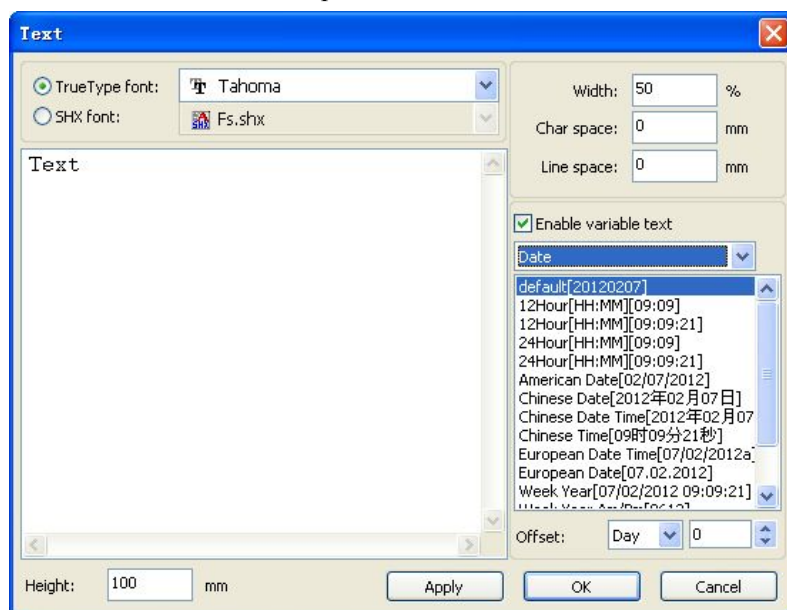 Text
TrueType font: Tahoma
SHX font: Fs.shx
Text
Height: 100 mm
Apply
Width: 50 %
Char space: 0 mm
Line space: 0 mm
Enable variable text
Date
default[20120207]
12Hour[HH:MM][09:09]
12Hour[HH:MM][09:09:21]
24Hour[HH:MM][09:09]
24Hour[HH:MM][09:09:21]
American Date[02/07/2012]
Chinese Date[2012年02月07日]
Chinese Date Time[2012年02月07
Chinese Time[09时09分21秒]
European Date Time[07/02/2012a]
European Date[07.02.2012]
Week Year[07/02/2012 09:09:21]
Offset: Day 0
OK
Cancel